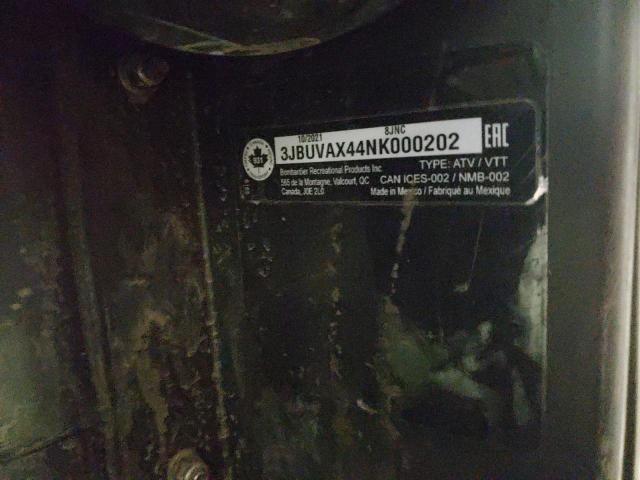 10/2021 8JNC
3JBUVAX44NK000202
EAC
931
Bombardier Recreational Products Inc.
TYPE: ATV / VTT
565 de la Montagne, Valcourt, QC
CAN ICES-002 / NMB-002
Canada, J0E 2L0
Made in Mexico / Fabriqué au Mexique